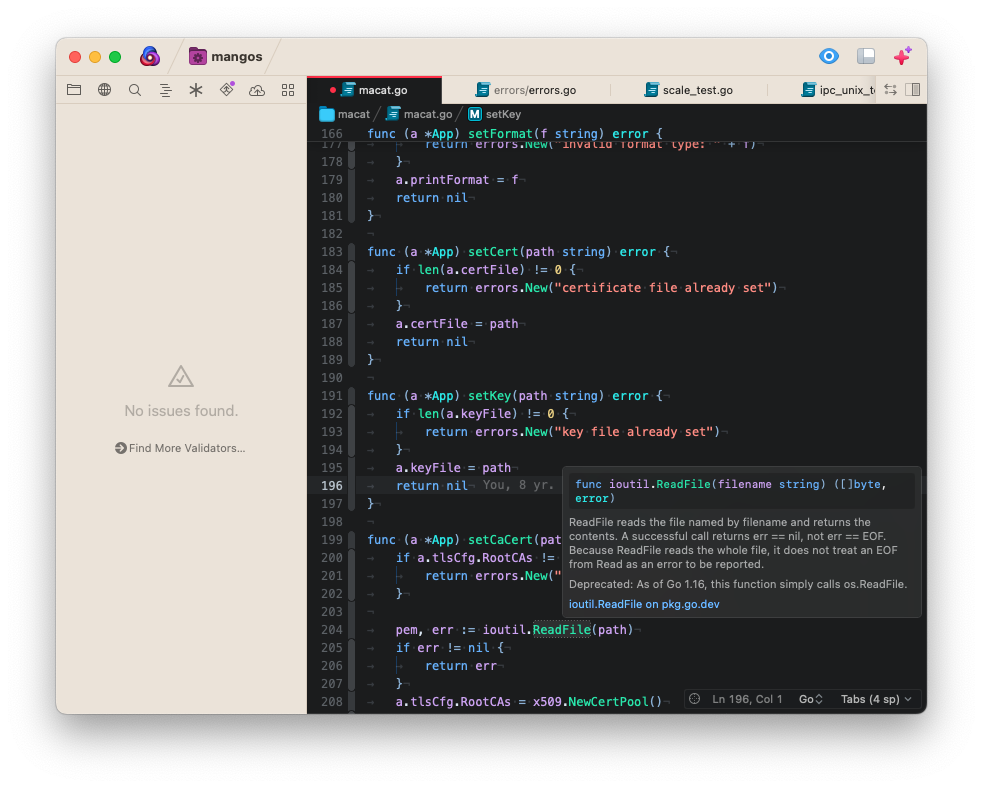 mangos
macat.go
errors/errors.go
scale_test.go
ipc_unix_te
macat / macat.go / M setKey
166 func (a *App) setFormat(f string) error {
177 return errors.New("invalid format type: " + f)
178 }
179 a.printFormat = f
180 return nil
181 }
182
183 func (a *App) setCert(path string) error {
184 if len(a.certFile) != 0 {
185 return errors.New("certificate file already set")
186 }
187 a.certFile = path
188 return nil
189 }
190
191 func (a *App) setKey(path string) error {
192 if len(a.keyFile) != 0 {
193 return errors.New("key file already set")
194 }
195 a.keyFile = path
196 return nil You, 8 yr.
197 }
198
199 func (a *App) setCaCert(pat
200 if a.tlsCfg.RootCAs !=
201 return errors.New("
202 }
203
204 pem, err := ioutil.ReadFile(path)
205 if err != nil {
206 return err
207 }
208 a.tlsCfg.RootCAs = x509.NewCertPool()
No issues found.
Find More Validators...
func ioutil.ReadFile(filename string) ([]byte,
error)
ReadFile reads the file named by filename and returns the
contents. A successful call returns err == nil, not err == EOF.
Because ReadFile reads the whole file, it does not treat an EOF
from Read as an error to be reported.
Deprecated: As of Go 1.16, this function simply calls os.ReadFile.
ioutil.ReadFile on pkg.go.dev
Ln 196, Col 1
Go
Tabs (4 sp)